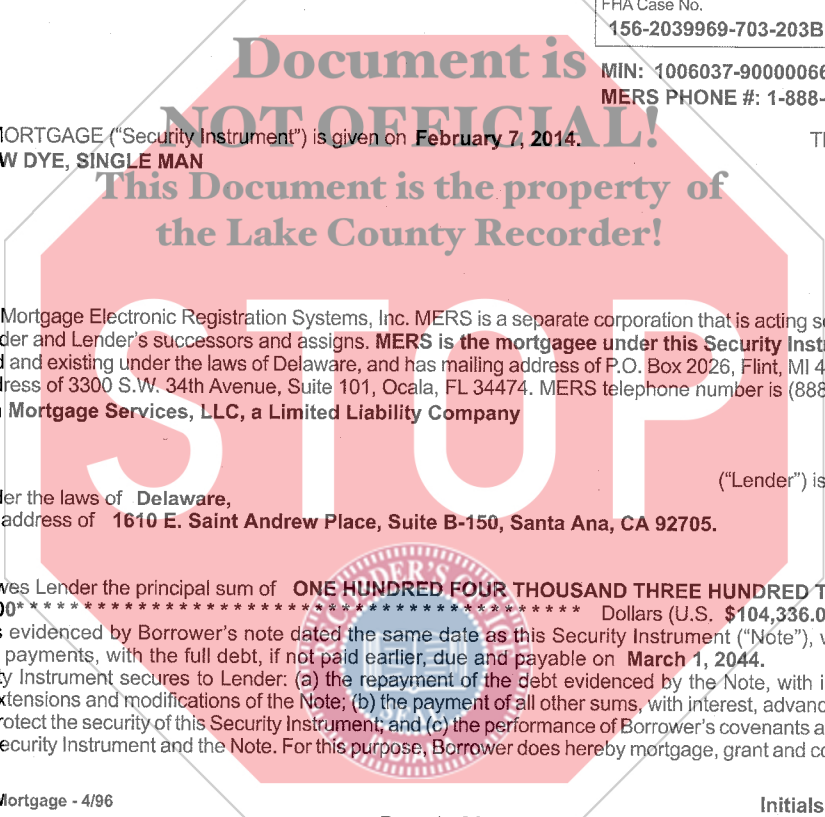 FHA Case No.
156-2039969-703-203B
Document is
MIN: 1006037-9000006
MERS PHONE #: 1-888-
NOT OFFICIAL!
MORTGAGE (“Security Instrument”) is given on February 7, 2014.
W DYE, SINGLE MAN
This Document is the property of
the Lake County Recorder!
Mortgage Electronic Registration Systems, Inc. MERS is a separate corporation that is acting
der and Lender's successors and assigns. MERS is the mortgagee under this Security Inst
d and existing under the laws of Delaware, and has mailing address of P.O. Box 2026, Flint, MI 4
ress of 3300 S.W. 34th Avenue, Suite 101, Ocala, FL 34474. MERS telephone number is (888
Mortgage Services, LLC, a Limited Liability Company
STOP
(“Lender”) is
der the laws of Delaware,
address of 1610 E. Saint Andrew Place, Suite B-150, Santa Ana, CA 92705.
wes Lender the principal sum of ONE HUNDRED FOUR THOUSAND THREE HUNDRED T
00* * * * * * * * * * * * * * * * * * * * * * * * * * * * * * * * * * * * * * * * * * Dollars (U.S. $104,336.0
s evidenced by Borrower's note dated the same date as this Security Instrument (“Note”),
payments, with the full debt, if not paid earlier, due and payable on March 1, 2044.
ty Instrument secures to Lender: (a) the repayment of the debt evidenced by the Note, with i
xtensions and modifications of the Note; (b) the payment of all other sums, with interest, advanc
rotect the security of this Security Instrument; and (c) the performance of Borrower's covenants a
ecurity Instrument and the Note. For this purpose, Borrower does hereby mortgage, grant and co
SEAL
INDIANA
Mortgage - 4/96
Initials